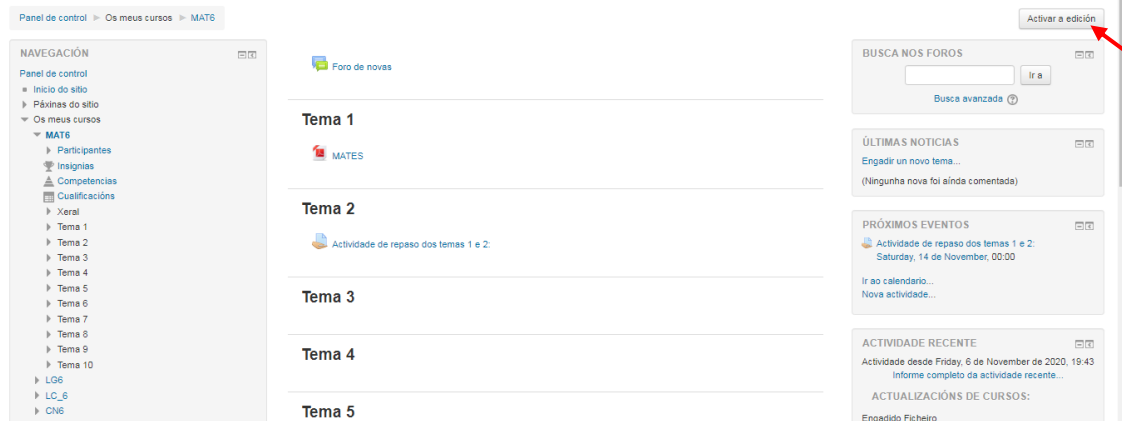 Panel de control ▶ Os meus cursos ▶ MAT6
Activar a edición
NAVEGACIÓN
Panel de control
Inicio do sitio
Páxinas do sitio
Os meus cursos
MAT6
Participantes
Insignias
Competencias
Cualificacións
Xeral
Tema 1
Tema 2
Tema 3
Tema 4
Tema 5
Tema 6
Tema 7
Tema 8
Tema 9
Tema 10
LG6
LC_6
CN6
Foro de novas
Tema 1
MATES
Tema 2
Actividade de repaso dos temas 1 e 2:
Tema 3
Tema 4
Tema 5
BUSCA NOS FOROS
Ir a
Busca avanzada
ÚLTIMAS NOTICIAS
Engadir un novo tema...
(Ningunha nova foi aínda comentada)
PRÓXIMOS EVENTOS
Actividade de repaso dos temas 1 e 2:
Saturday, 14 de November, 00:00
Ir ao calendario...
Nova actividade...
ACTIVIDADE RECENTE
Actividade desde Friday, 6 de November de 2020, 19:43
Informe completo da actividade recente...
ACTUALIZACIÓNS DE CURSOS:
Engadido Ficheiro